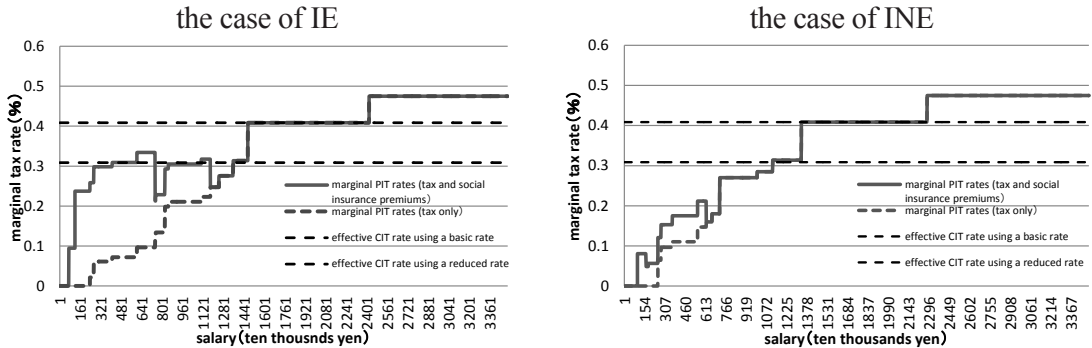 the case of IE
0.6
0.5
0.4
0.3
0.2
0.1
0
marginal tax rate (%)
marginal PIT rates (tax and social
insurance premiums)
marginal PIT rates (tax only)
effective CIT rate using a basic rate
effective CIT rate using a reduced rate
1 161 321 481 641 801 961 1121 1281 1441 1601 1761 1921 2081 2241 2401 2561 2721 2881 3041 3201 3361
salary(ten thousnds yen)
the case of INE
0.6
0.5
0.4
0.3
0.2
0.1
0
marginal tax rate (%)
marginal PIT rates (tax and social
insurance premiums)
marginal PIT rates (tax only)
effective CIT rate using a basic rate
effective CIT rate using a reduced rate
1 154 307 460 613 766 919 1072 1225 1378 1531 1684 1837 1990 2143 2296 2449 2602 2755 2908 3061 3214 3367
salary(ten thousnds yen)